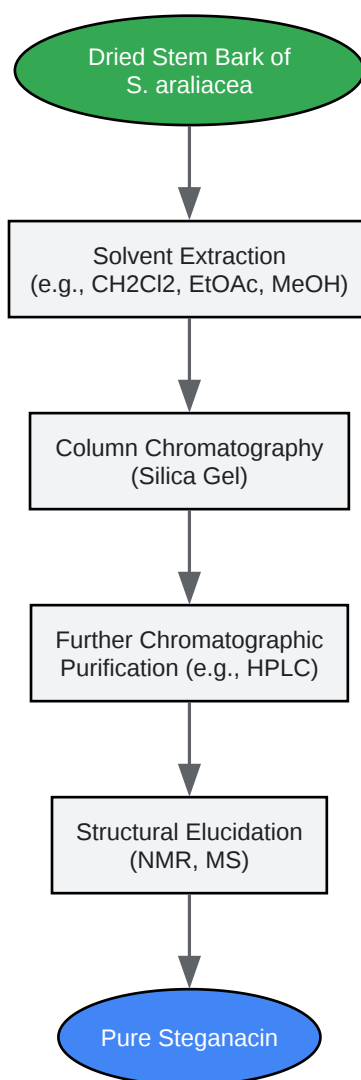 Dried Stem Bark of
S. araliacea
Solvent Extraction
(e.g., CH2Cl2, EtOAc, MeOH)
Column Chromatography
(Silica Gel)
Further Chromatographic
Purification (e.g., HPLC)
Structural Elucidation
(NMR, MS)
Pure Steganacin